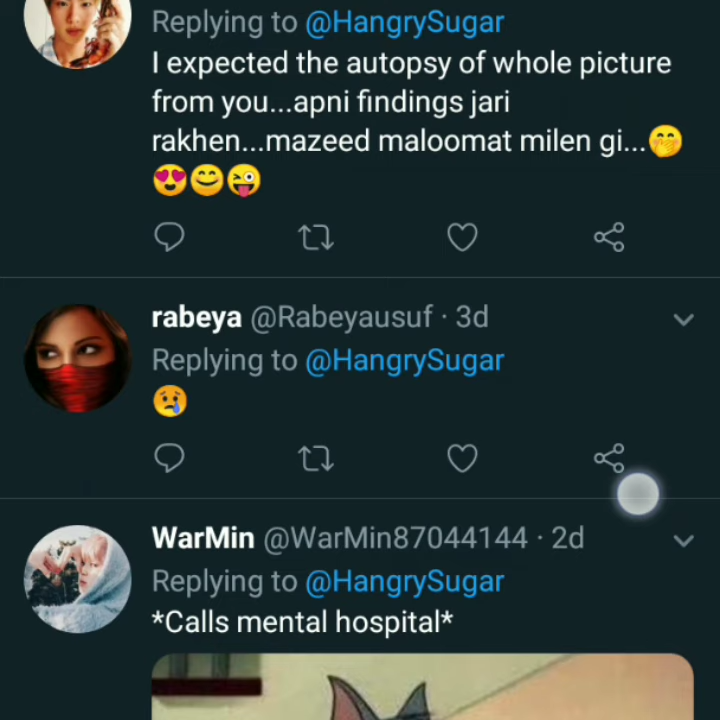 Replying to @HangrySugar
I expected the autopsy of whole picture
from you...apni findings jari
rakhen...mazeed maloomat milen gi...🤭
😍😊😜
rabeya @Rabeyausuf · 3d
Replying to @HangrySugar
😢
WarMin @WarMin87044144 · 2d
Replying to @HangrySugar
*Calls mental hospital*